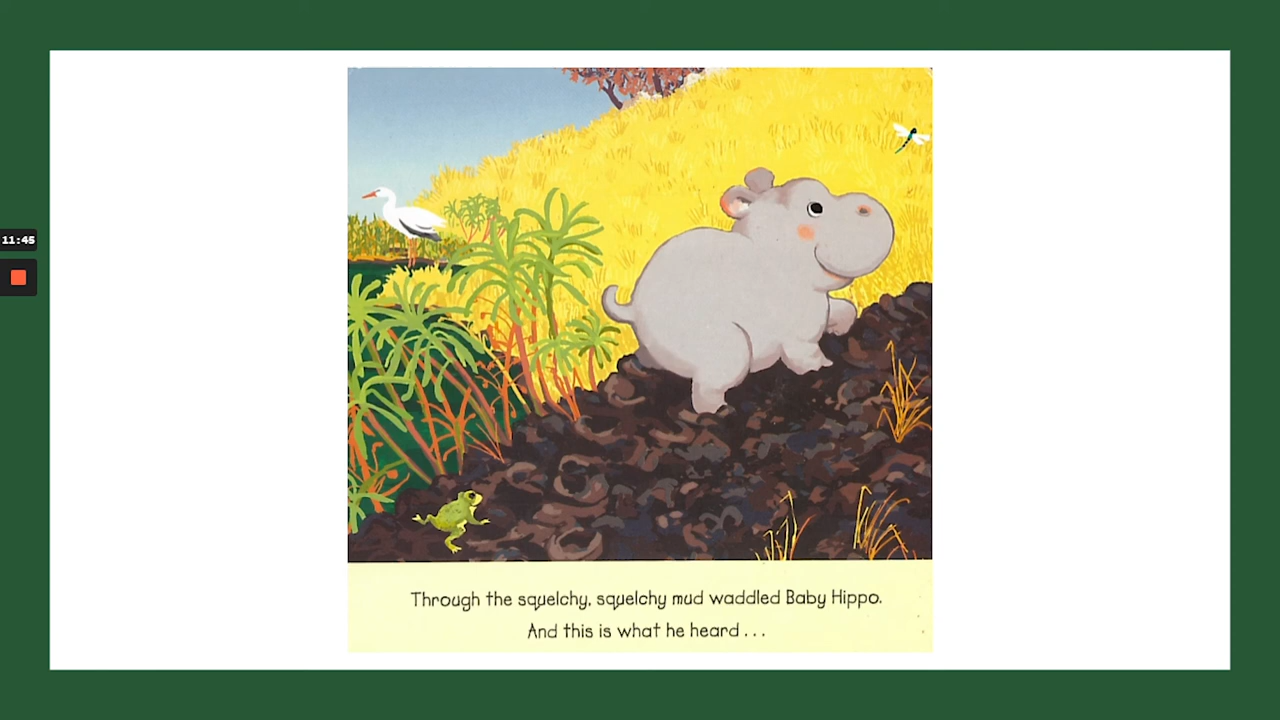 11:45
Through the squelchy, squelchy mud waddled Baby Hippo.
And this is what he heard . . .